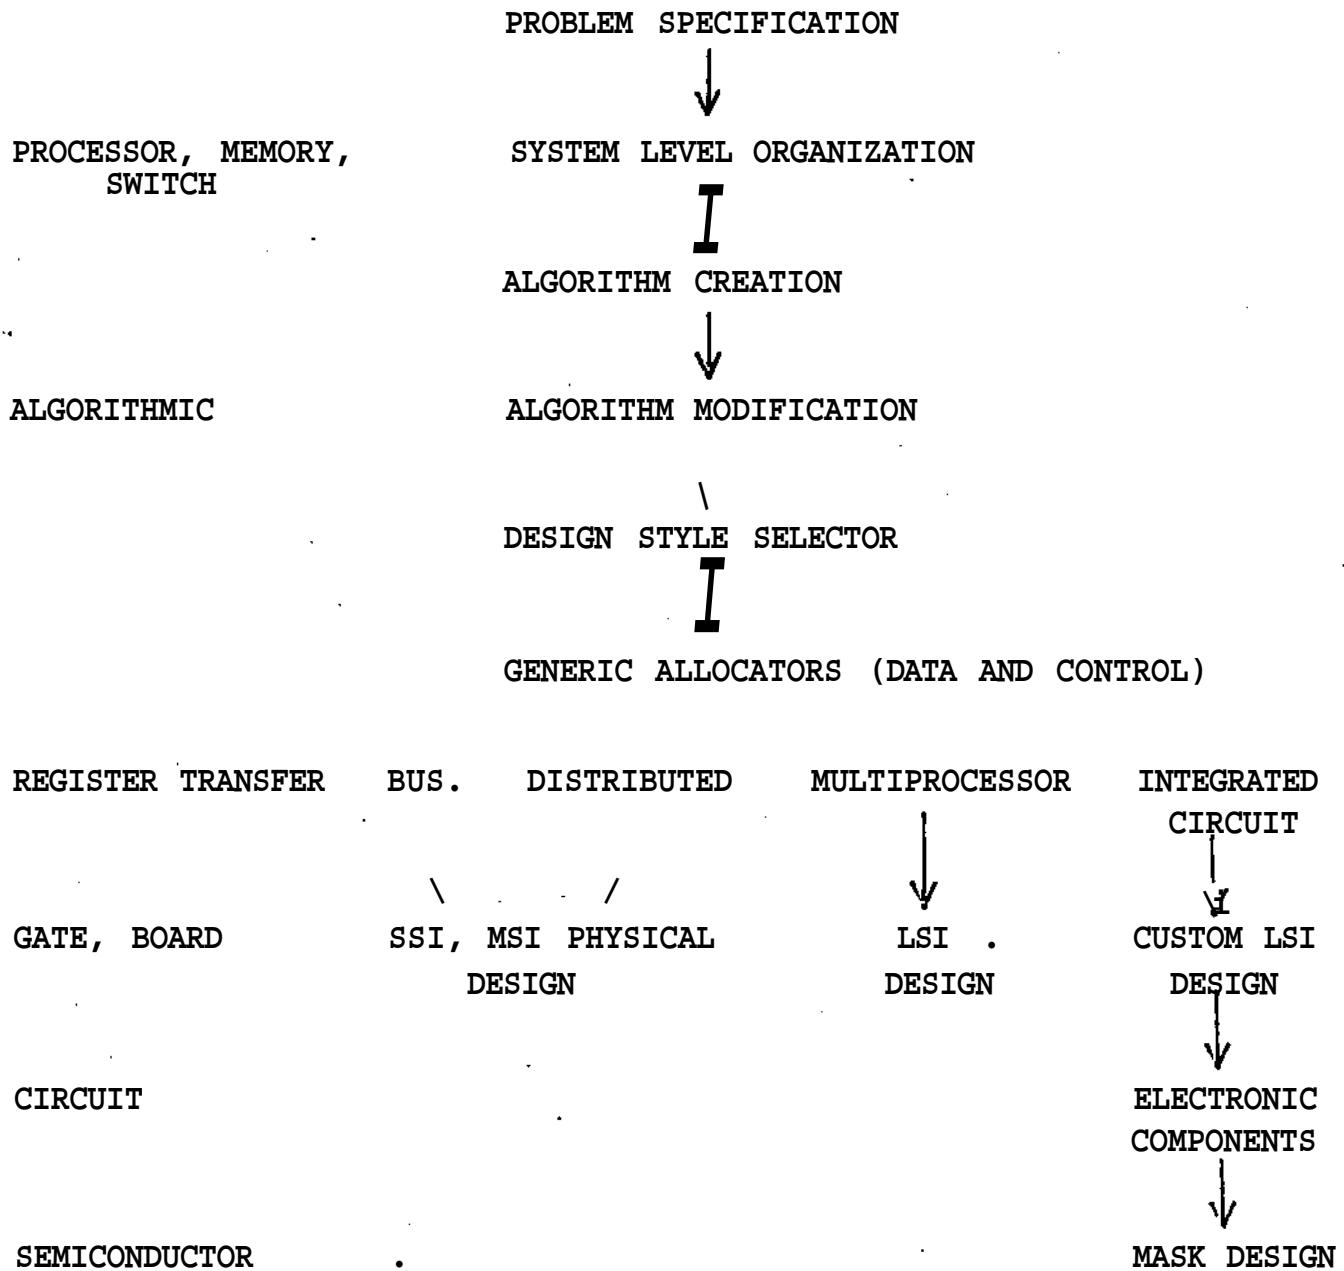 PROBLEM SPECIFICATION
PROCESSOR, MEMORY, SYSTEM LEVEL ORGANIZATION
SWITCH
ALGORITHM CREATION
ALGORITHMIC ALGORITHM MODIFICATION
DESIGN STYLE SELECTOR
GENERIC ALLOCATORS (DATA AND CONTROL)
REGISTER TRANSFER BUS. DISTRIBUTED MULTIPROCESSOR INTEGRATED
CIRCUIT
GATE, BOARD SSI, MSI PHYSICAL LSI . CUSTOM LSI
DESIGN DESIGN DESIGN
CIRCUIT ELECTRONIC
COMPONENTS
SEMICONDUCTOR . MASK DESIGN